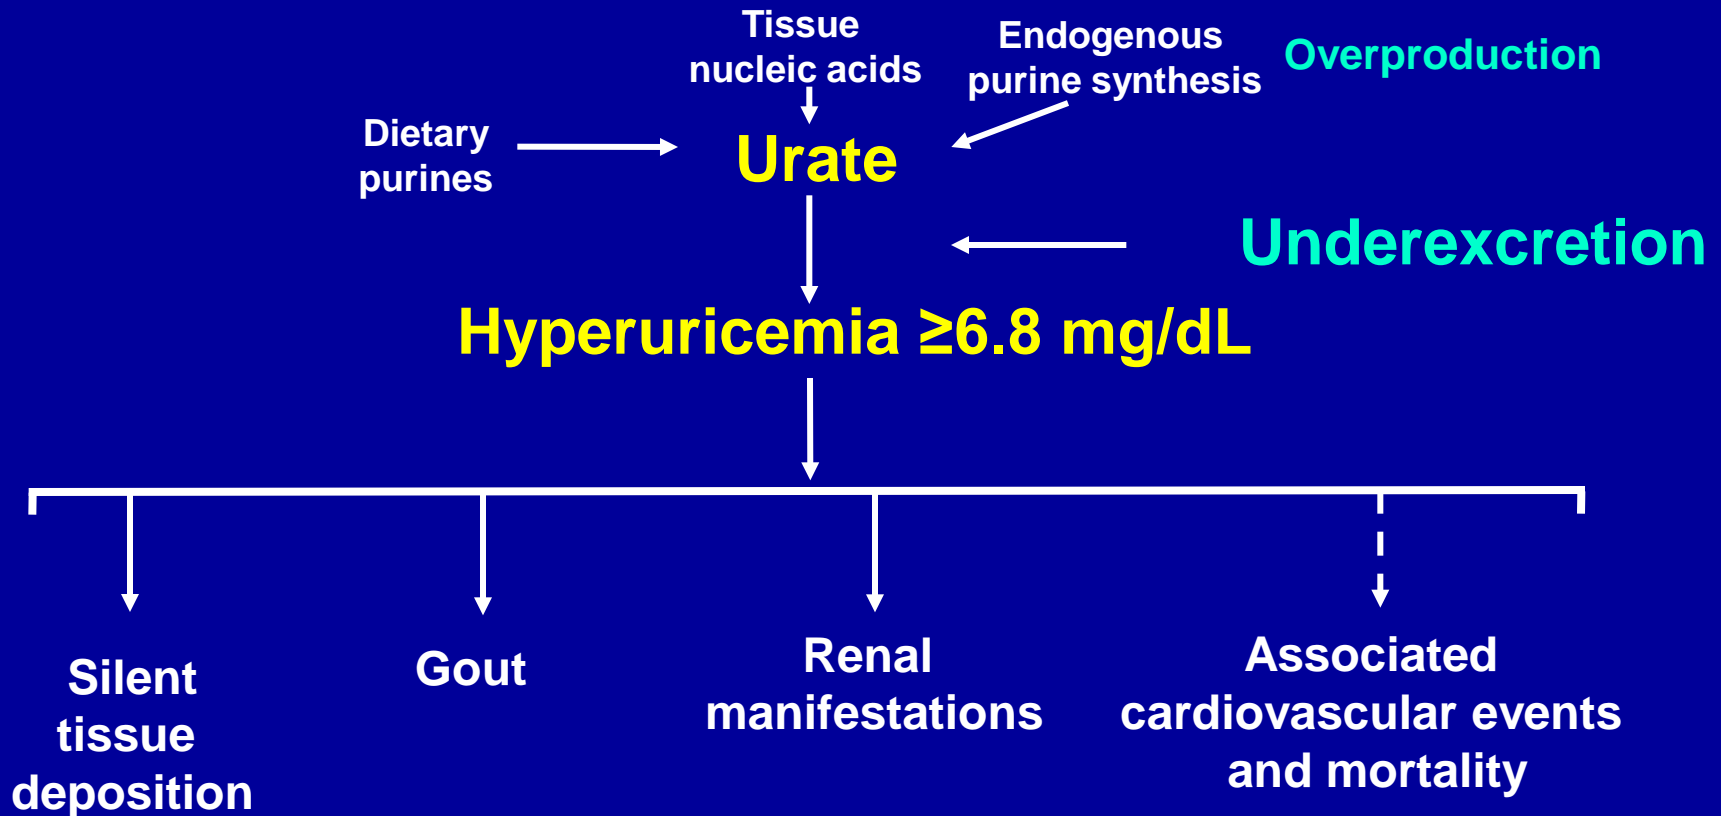 Tissue
nucleic acids
Endogenous
purine synthesis
Overproduction
Dietary
purines
Urate
Underexcretion
Hyperuricemia ≥6.8 mg/dL
Silent
tissue
deposition
Gout
Renal
manifestations
Associated
cardiovascular events
and mortality